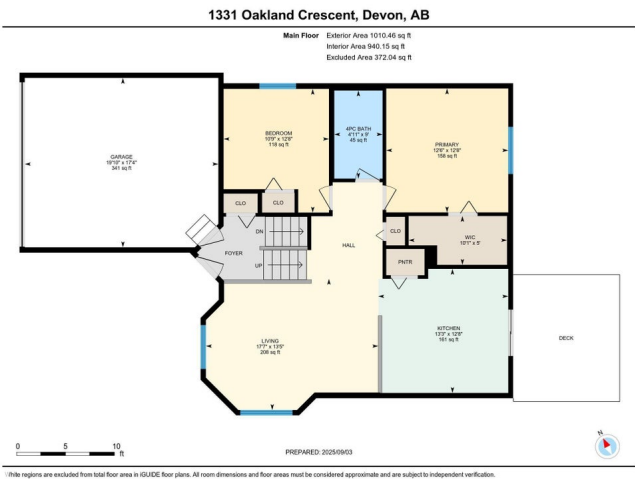 1331 Oakland Crescent, Devon, AB
Main Floor Exterior Area 1010.46 sq ft
Interior Area 940.15 sq ft
Excluded Area 372.04 sq ft
GARAGE
19'10" x 17'4"
341 sq ft
BEDROOM
10'9" x 12'8"
118 sq ft
4PC BATH
4'11" x 9'
45 sq ft
PRIMARY
12'6" x 12'8"
158 sq ft
CLO
CLO
DN
FOYER
UP
HALL
CLO
WIC
10'1" x 5'
PNTR
LIVING
17'7" x 13'5"
208 sq ft
KITCHEN
13'3" x 12'8"
161 sq ft
DECK
N
0 5 10
ft
PREPARED: 2025/09/03
White regions are excluded from total floor area in iGUIDE floor plans. All room dimensions and floor areas must be considered approximate and are subject to independent verification.